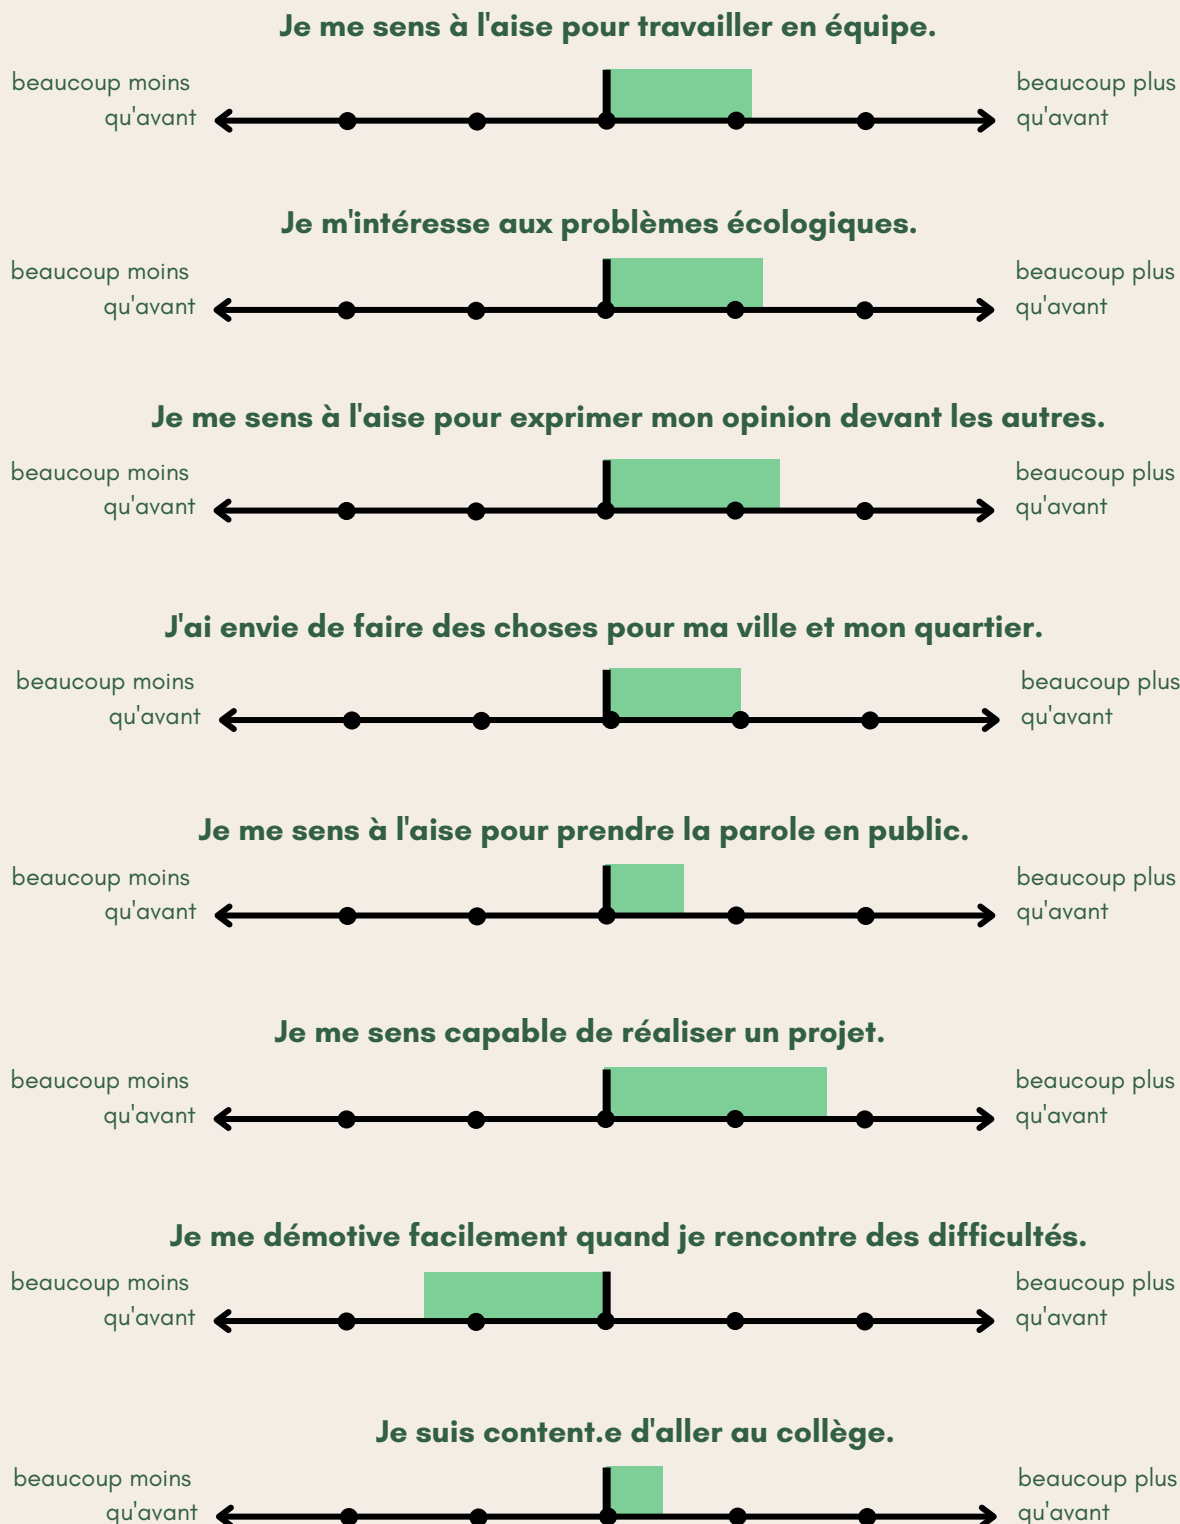 Je me sens à l'aise pour travailler en équipe.
beaucoup moins
qu'avant
beaucoup plus
qu'avant
Je m'intéresse aux problèmes écologiques.
beaucoup moins
qu'avant
beaucoup plus
qu'avant
Je me sens à l'aise pour exprimer mon opinion devant les autres.
beaucoup moins
qu'avant
beaucoup plus
qu'avant
J'ai envie de faire des choses pour ma ville et mon quartier.
beaucoup moins
qu'avant
beaucoup plus
qu'avant
Je me sens à l'aise pour prendre la parole en public.
beaucoup moins
qu'avant
beaucoup plus
qu'avant
Je me sens capable de réaliser un projet.
beaucoup moins
qu'avant
beaucoup plus
qu'avant
Je me démotive facilement quand je rencontre des difficultés.
beaucoup moins
qu'avant
beaucoup plus
qu'avant
Je suis content.e d'aller au collège.
beaucoup moins
qu'avant
beaucoup plus
qu'avant